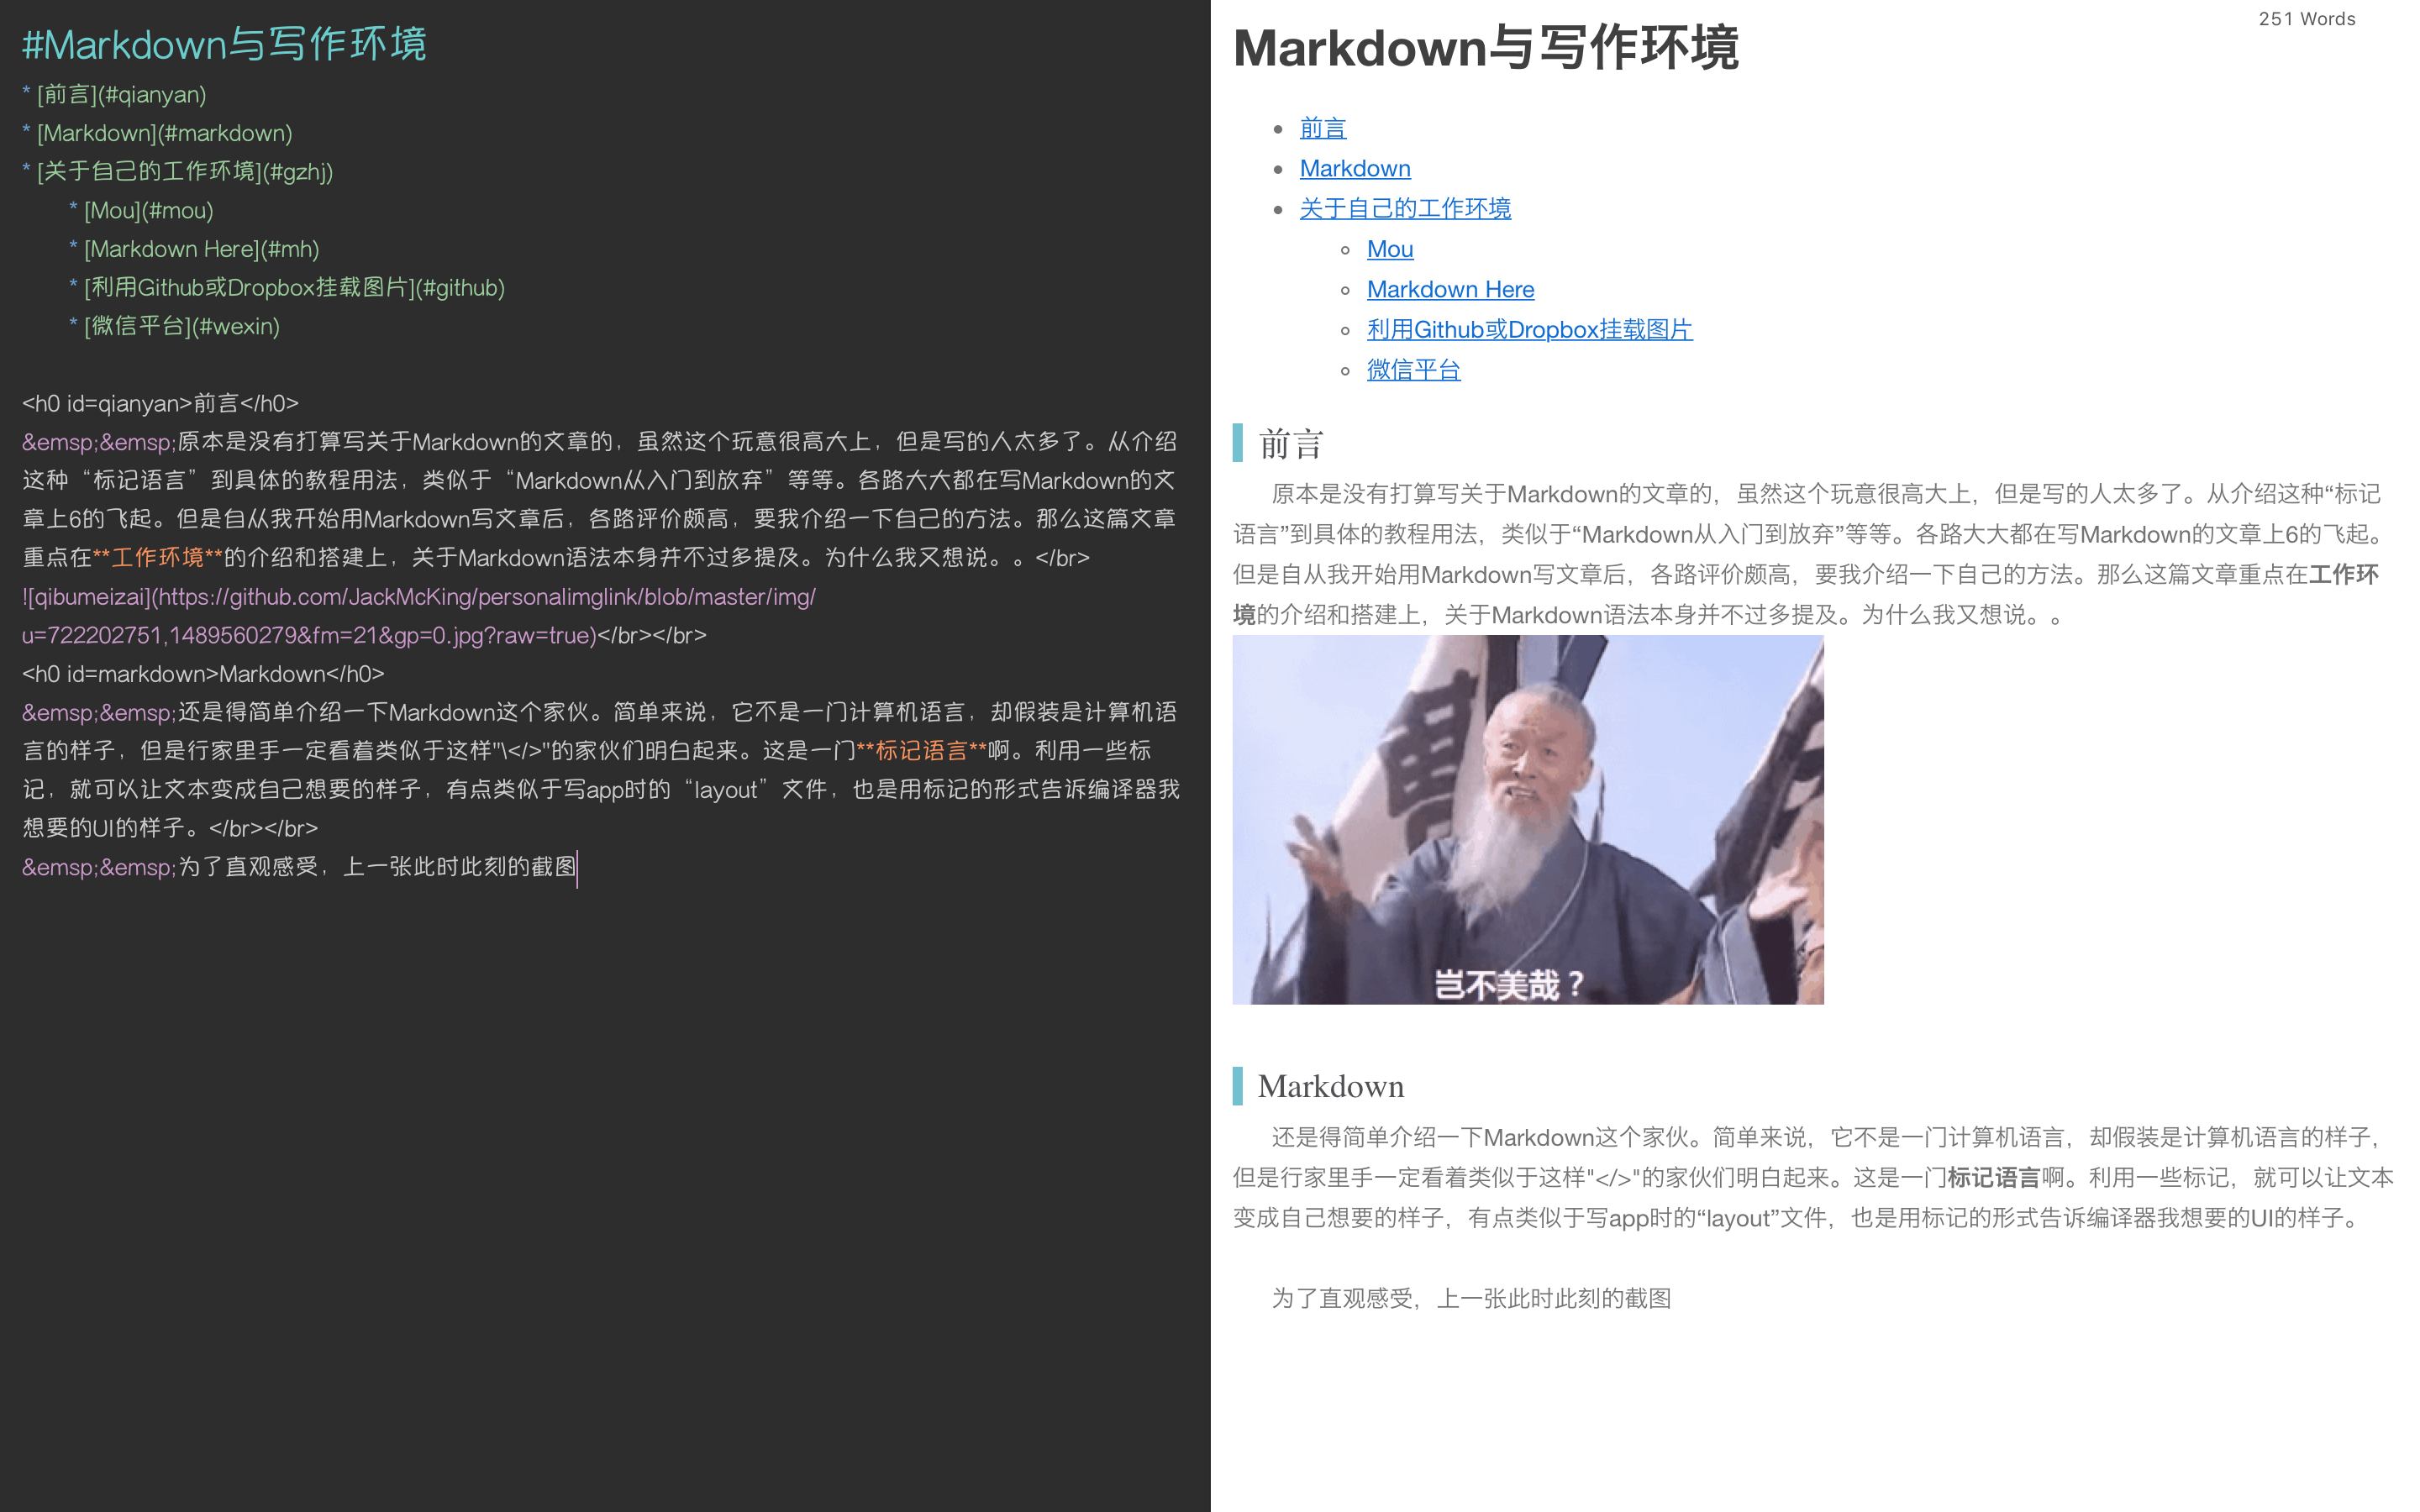 #Markdown与写作环境
* [前言](#qianyan)
* [Markdown](#markdown)
* [关于自己的工作环境](#gzhj)
* [Mou](#mou)
* [Markdown Here](#mh)
* [利用Github或Dropbox挂载图片](#github)
* [微信平台](#wexin)
<h0 id=qianyan>前言</h0>
&emsp;&emsp;原本是没有打算写关于Markdown的文章的，虽然这个玩意很高大上，但是写的人太多了。从介绍
这种“标记语言”到具体的教程用法，类似于“Markdown从入门到放弃”等等。各路大大都在写Markdown的文
章上6的飞起。但是自从我开始用Markdown写文章后，各路评价颇高，要我介绍一下自己的方法。那么这篇文章
重点在**工作环境**的介绍和搭建上，关于Markdown语法本身并不过多提及。为什么我又想说。。</br>
![qibumeizai](https://github.com/JackMcKing/personalimglink/blob/master/img/
u=722202751,1489560279&fm=21&gp=0.jpg?raw=true)</br></br>
<h0 id=markdown>Markdown</h0>
&emsp;&emsp;还是得简单介绍一下Markdown这个家伙。简单来说，它不是一门计算机语言，却假装是计算机语
言的样子，但是行家里手一定看着类似于这样"\</>"的家伙们明白起来。这是一门**标记语言**啊。利用一些标
记，就可以让文本变成自己想要的样子，有点类似于写app时的“layout”文件，也是用标记的形式告诉编译器我
想要的UI的样子。</br></br>
&emsp;&emsp;为了直观感受，上一张此时此刻的截图
251 Words
Markdown与写作环境
前言
Markdown
关于自己的工作环境
Mou
Markdown Here
利用Github或Dropbox挂载图片
微信平台
前言
原本是没有打算写关于Markdown的文章的，虽然这个玩意很高大上，但是写的人太多了。从介绍这种“标记
语言”到具体的教程用法，类似于“Markdown从入门到放弃”等等。各路大大都在写Markdown的文章上6的飞起。
但是自从我开始用Markdown写文章后，各路评价颇高，要我介绍一下自己的方法。那么这篇文章重点在工作环
境的介绍和搭建上，关于Markdown语法本身并不过多提及。为什么我又想说。。
岂不美哉？
Markdown
还是得简单介绍一下Markdown这个家伙。简单来说，它不是一门计算机语言，却假装是计算机语言的样子，
但是行家里手一定看着类似于这样"</>"的家伙们明白起来。这是一门标记语言啊。利用一些标记，就可以让文本
变成自己想要的样子，有点类似于写app时的“layout”文件，也是用标记的形式告诉编译器我想要的UI的样子。
为了直观感受，上一张此时此刻的截图